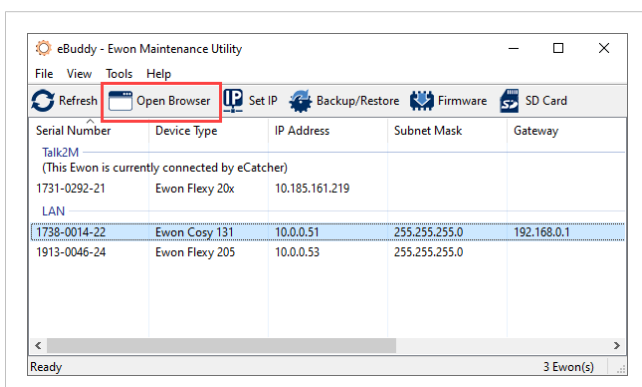 eBuddy - Ewon Maintenance Utility
File View Tools Help
Refresh Open Browser IP Set IP Backup/Restore Firmware SD Card
Serial Number Device Type IP Address Subnet Mask Gateway
Talk2M
(This Ewon is currently connected by eCatcher)
1731-0292-21 Ewon Flexy 20x 10.185.161.219
LAN
1738-0014-22 Ewon Cosy 131 10.0.0.51 255.255.255.0 192.168.0.1
1913-0046-24 Ewon Flexy 205 10.0.0.53 255.255.255.0
Ready 3 Ewon(s)